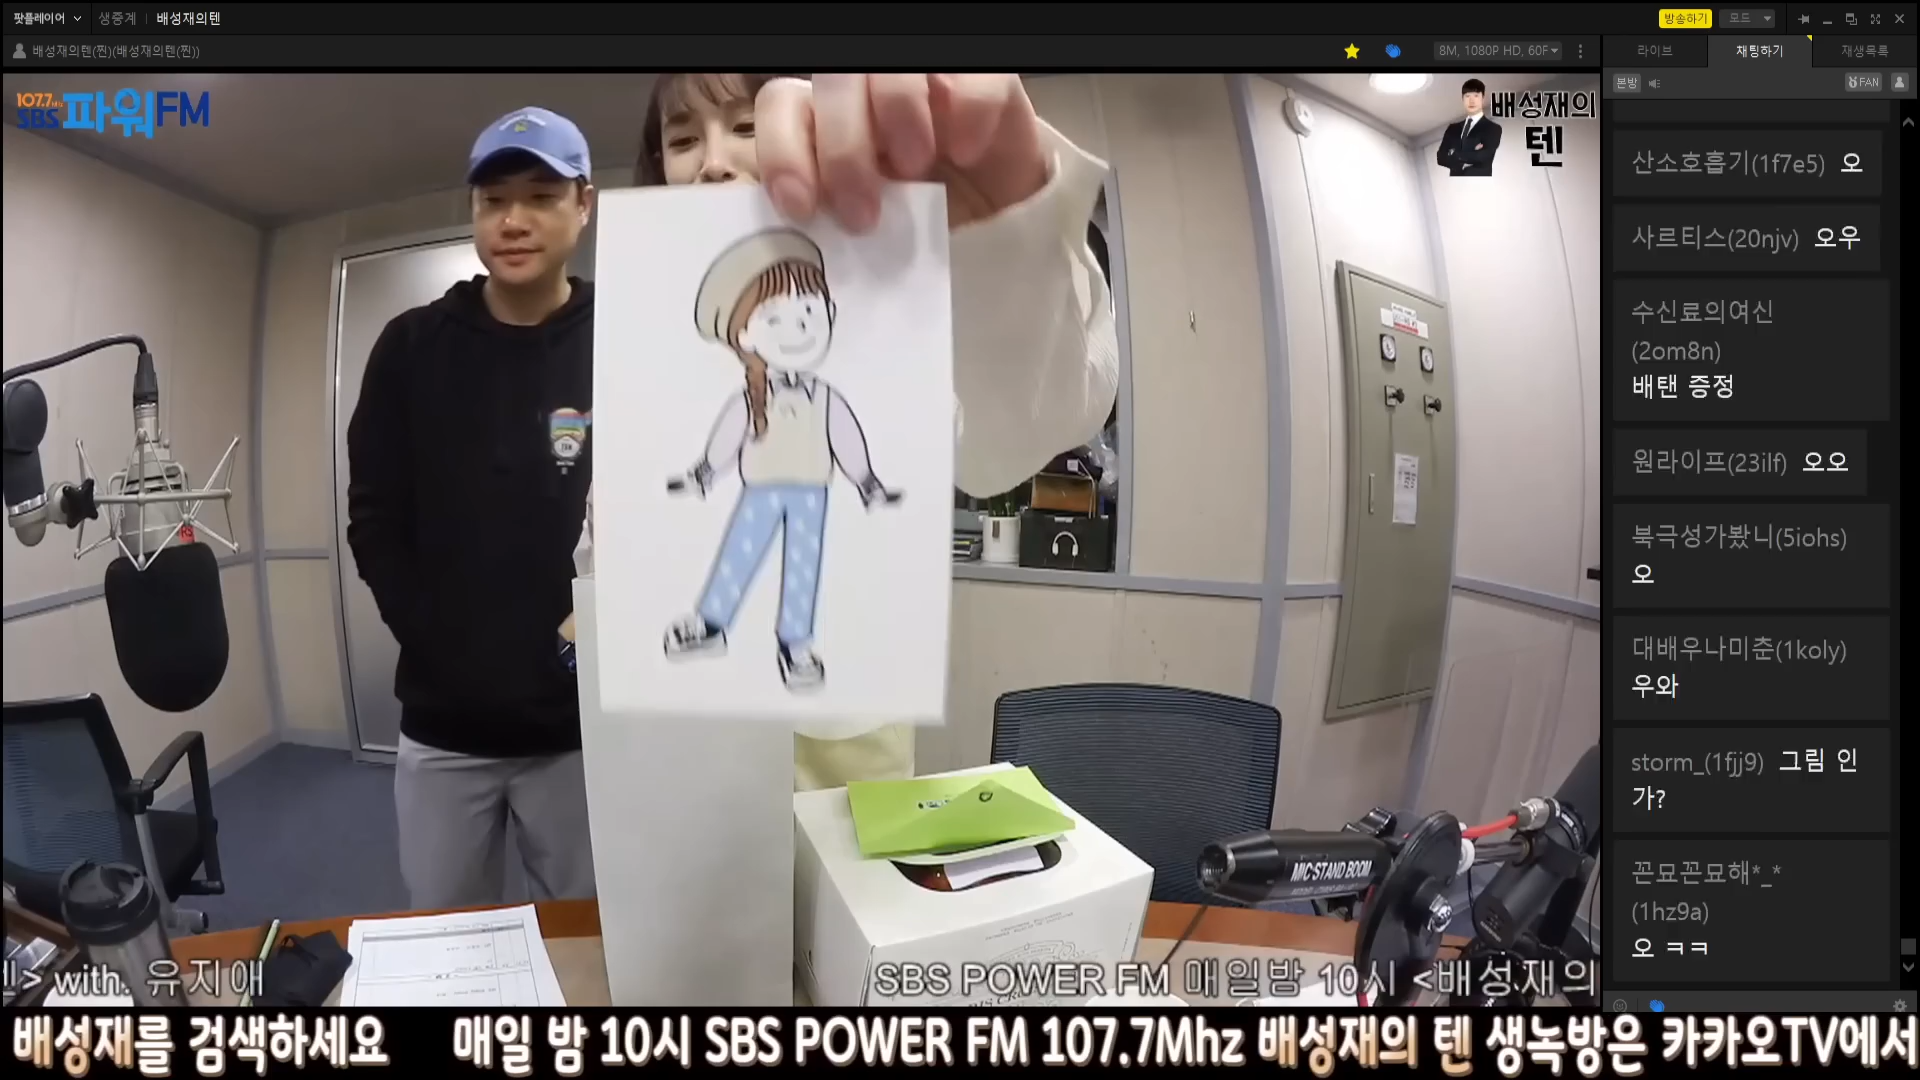 팟플레이어
생중계
배성재의텐
방송하기
모드
배성재의텐(찐)(배성재의텐(찐))
8M, 1080P HD, 60F
라이브
채팅하기
재생목록
본방
FAN
107.7MHz
SBS 파워FM
배성재의
텐
산소호흡기(1f7e5) 오
사르티스(20njv) 오우
수신료의여신
(2om8n)
배탠 증정
원라이프(23ilf) 오오
북극성가봤니(5iohs)
오
대배우나미춘(1koly)
우와
storm_(1fjj9) 그림 인
가?
꼰묘꼰묘해*_*
(1hz9a)
오 ㅋㅋ
MIC STAND BOOM
텐> with. 유지애
SBS POWER FM 매일밤 10시 <배성재의
배성재를 검색하세요 매일 밤 10시 SBS POWER FM 107.7Mhz 배성재의 텐 생녹방은 카카오TV에서